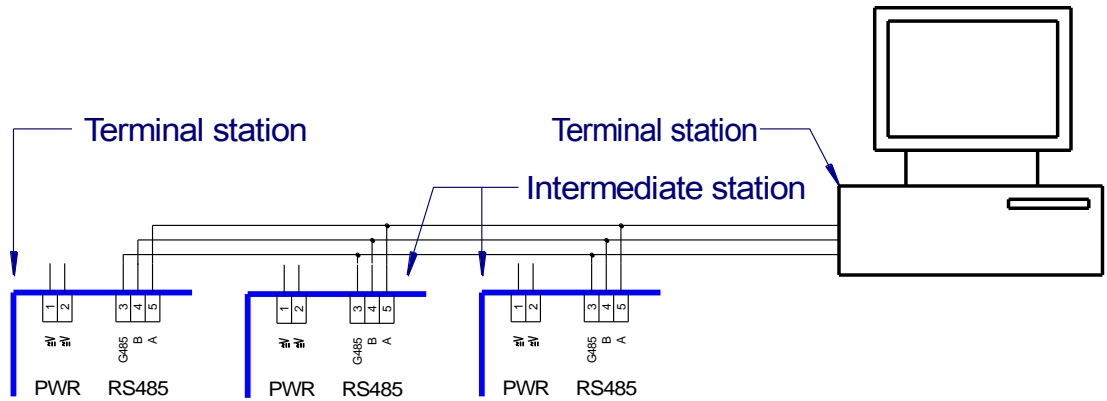 Terminal station
Terminal station
Intermediate station
1 2 3 4 5
1 2 3 4 5
1 2 3 4 5
G485 B A
G485 B A
G485 B A
PWR RS485
PWR RS485
PWR RS485